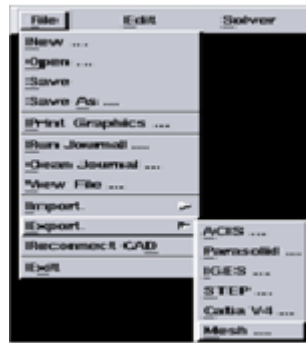 File Edit Solver
New ...
Open ...
Save
Save As ...
Print Graphics ...
Run Journal ...
Clean Journal ...
View File ...
Import
Export
Reconnect CAD
Exit
ACIS ...
Parasolid ...
IGES ...
STEP ...
Catia V4 ...
Mesh ...